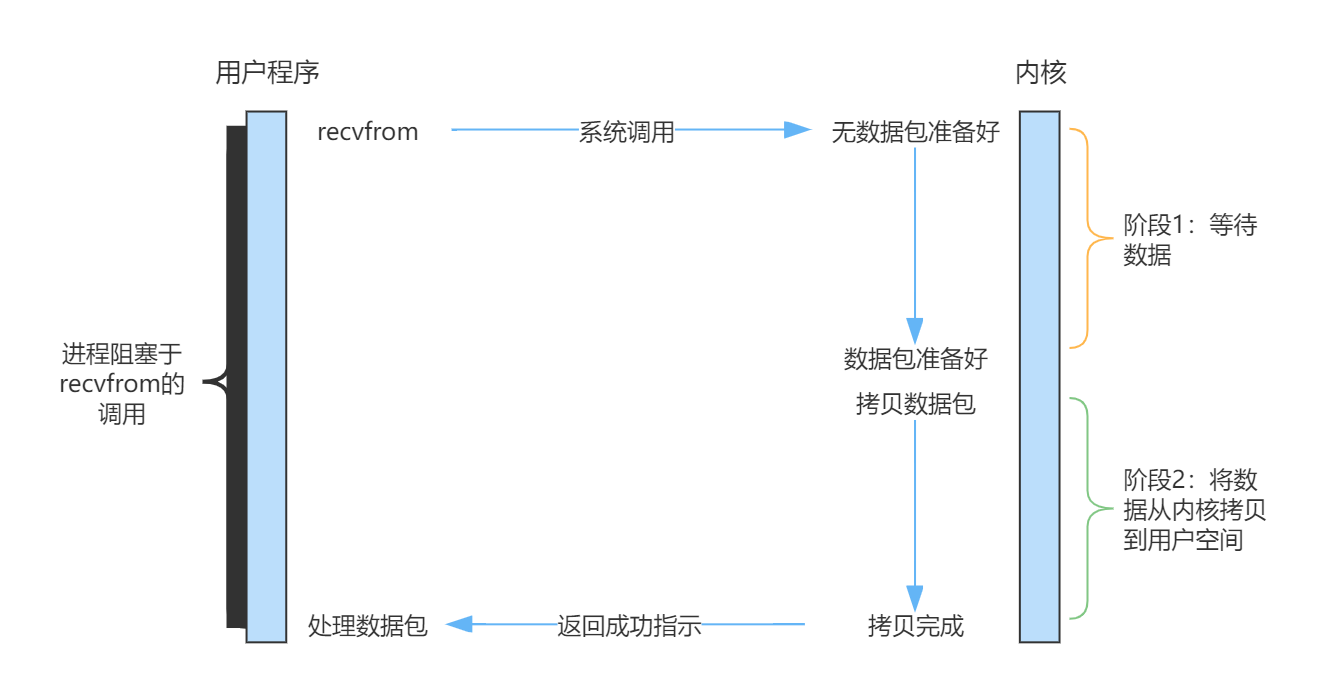 用户程序
内核
recvfrom
系统调用
无数据包准备好
阶段1：等待
数据
进程阻塞于
recvfrom的
调用
数据包准备好
拷贝数据包
阶段2：将数
据从内核拷贝
到用户空间
处理数据包
返回成功指示
拷贝完成